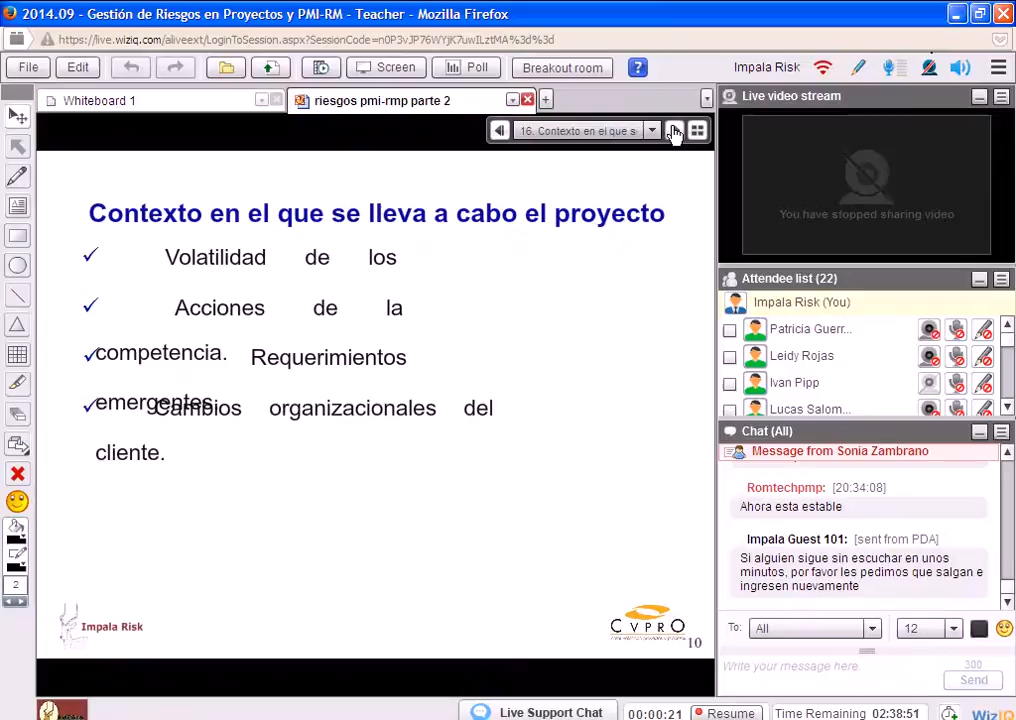 2014.09 - Gestión de Riesgos en Proyectos y PMI-RM - Teacher - Mozilla Firefox
https://live.wiziq.com/aliveext/LoginToSession.aspx?SessionCode=n0P3vJP76WYjK7uwILztMA%3d%3d
File Edit Screen Poll Breakout room ? Impala Risk
Whiteboard 1 riesgos pmi-rmp parte 2
16. Contexto en el que s
Live video stream
You have stopped sharing video
Contexto en el que se lleva a cabo el proyecto
Volatilidad de los
Acciones de la
competencia. Requerimientos
emergentes
Cambios organizacionales del
cliente.
Impala Risk
CVPRO
10
2
Attendee list (22)
Impala Risk (You)
Patricia Guerr...
Leidy Rojas
Ivan Pipp
Lucas Salom...
Chat (All)
Message from Sonia Zambrano
Romtechpmp: [20:34:08]
Ahora esta estable
Impala Guest 101: [sent from PDA]
Si alguien sigue sin escuchar en unos
minutos, por favor les pedimos que salgan e
ingresen nuevamente
To: All 12
Write your message here.
300
Send
Live Support Chat 00:00:21 Resume Time Remaining 02:38:51 WizIQ